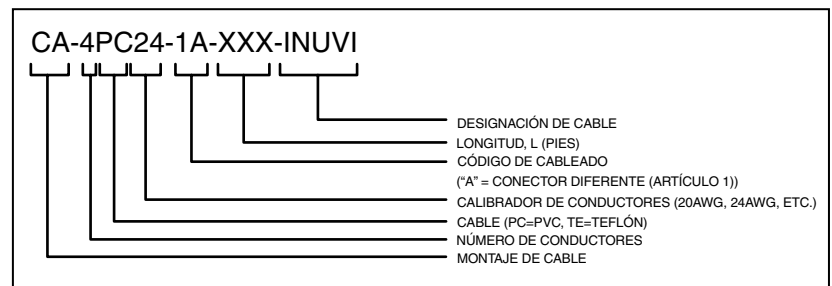 CA-4PC24-1A-XXX-INUVI
DESIGNACIÓN DE CABLE
LONGITUD, L (PIES)
CÓDIGO DE CABLEADO
(“A” = CONECTOR DIFERENTE (ARTÍCULO 1))
CALIBRADOR DE CONDUCTORES (20AWG, 24AWG, ETC.)
CABLE (PC=PVC, TE=TEFLÓN)
NÚMERO DE CONDUCTORES
MONTAJE DE CABLE